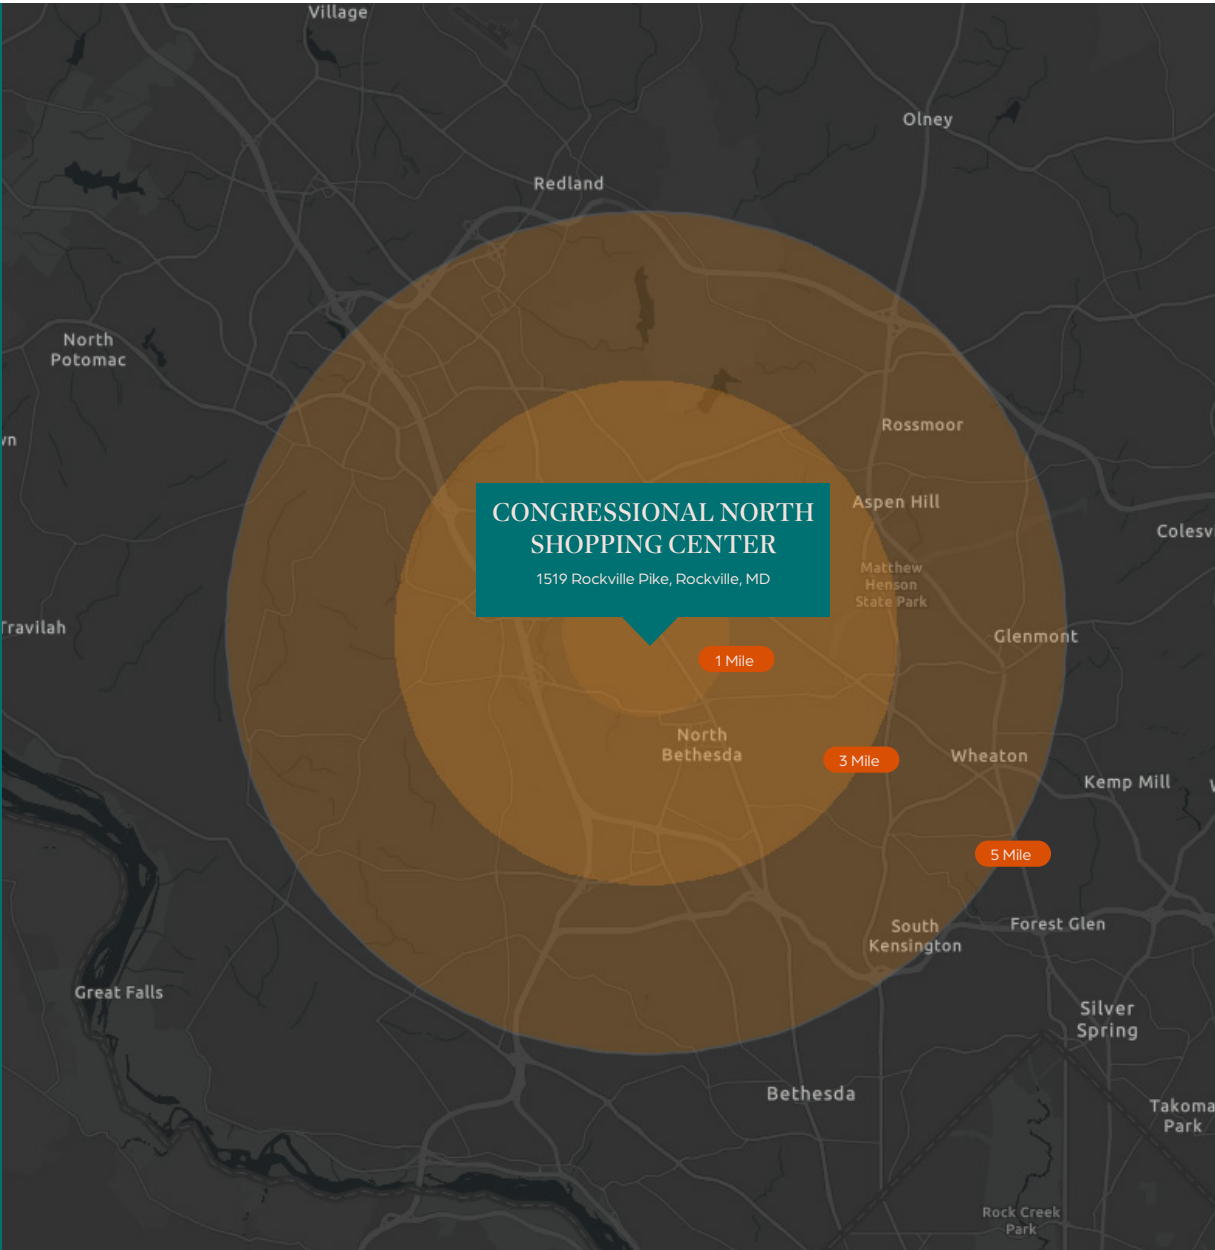 Village
Olney
Redland
North
Potomac
Rossmoor
wn
CONGRESSIONAL NORTH
SHOPPING CENTER
1519 Rockville Pike, Rockville, MD
Aspen Hill
Colesv
Matthew
Henson
State Park
Travilah
Glenmont
1 Mile
North
Bethesda
3 Mile
Wheaton
Kemp Mill
5 Mile
South
Kensington
Forest Glen
Great Falls
Silver
Spring
Bethesda
Takoma
Park
Rock Creek
Park